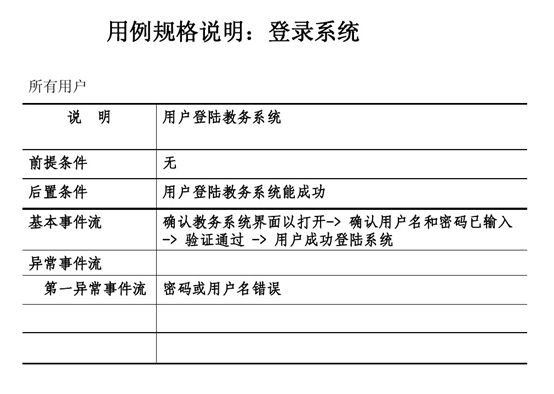 用例规格说明：登录系统
所有用户
说 明 用户登陆教务系统
前提条件 无
后置条件 用户登陆教务系统能成功
基本事件流 确认教务系统界面以打开-> 确认用户名和密码已输入
-> 验证通过 -> 用户成功登陆系统
异常事件流
第一异常事件流 密码或用户名错误